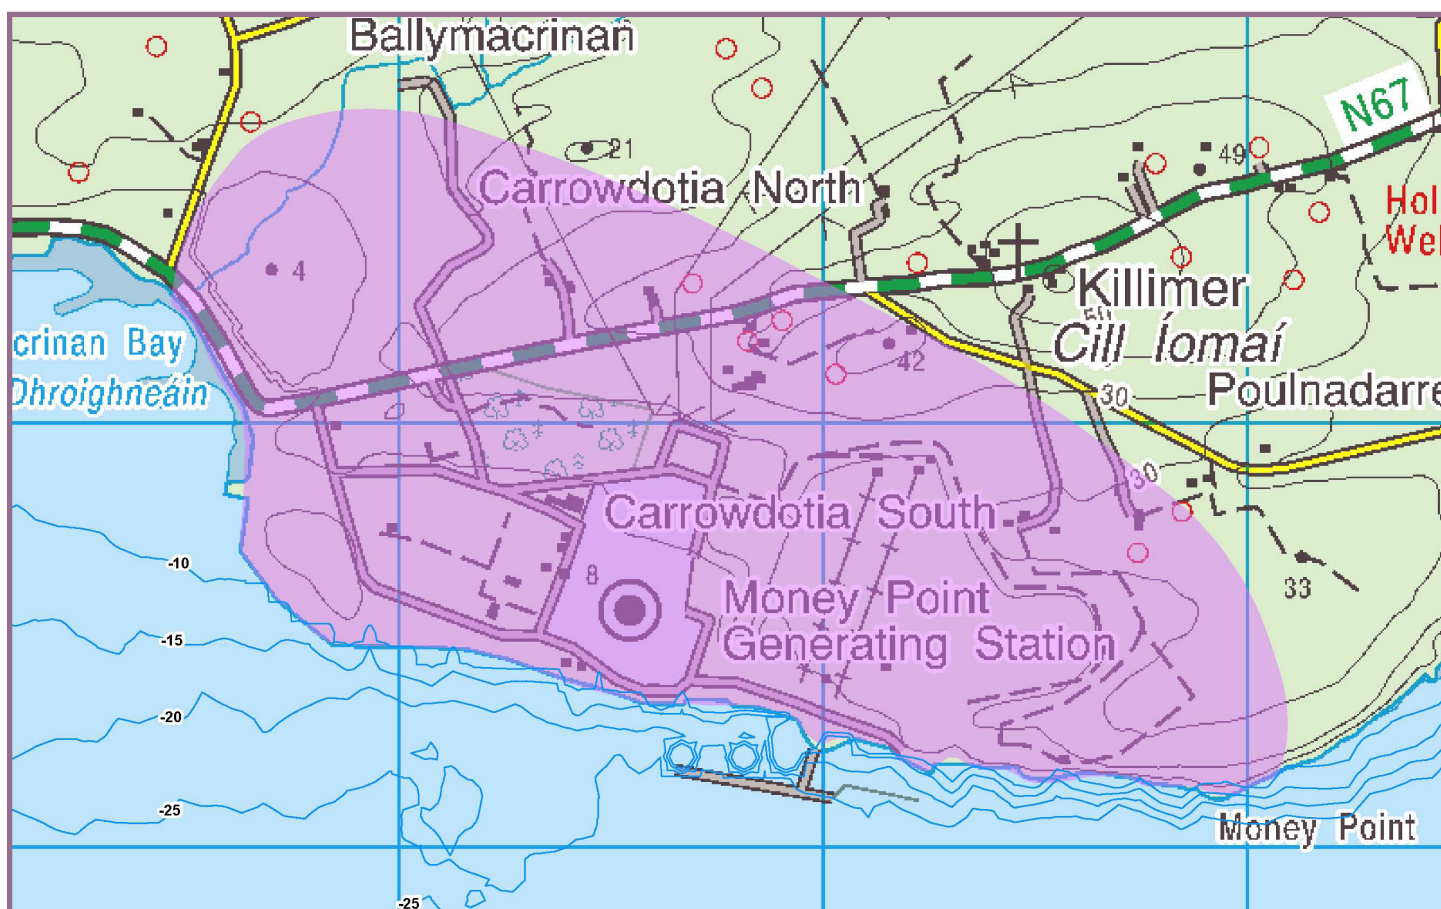 Ballymacrinan
N67
21
49
Carrowdotia North
Hol
Wel
4
Killimer
50
Cill Íomaí
crinan Bay
42
Dhroighneáin
30
Poulnadarre
30
Carrowdotia South
-10
8
33
Money Point
Generating Station
-15
-20
-25
Money Point
-25